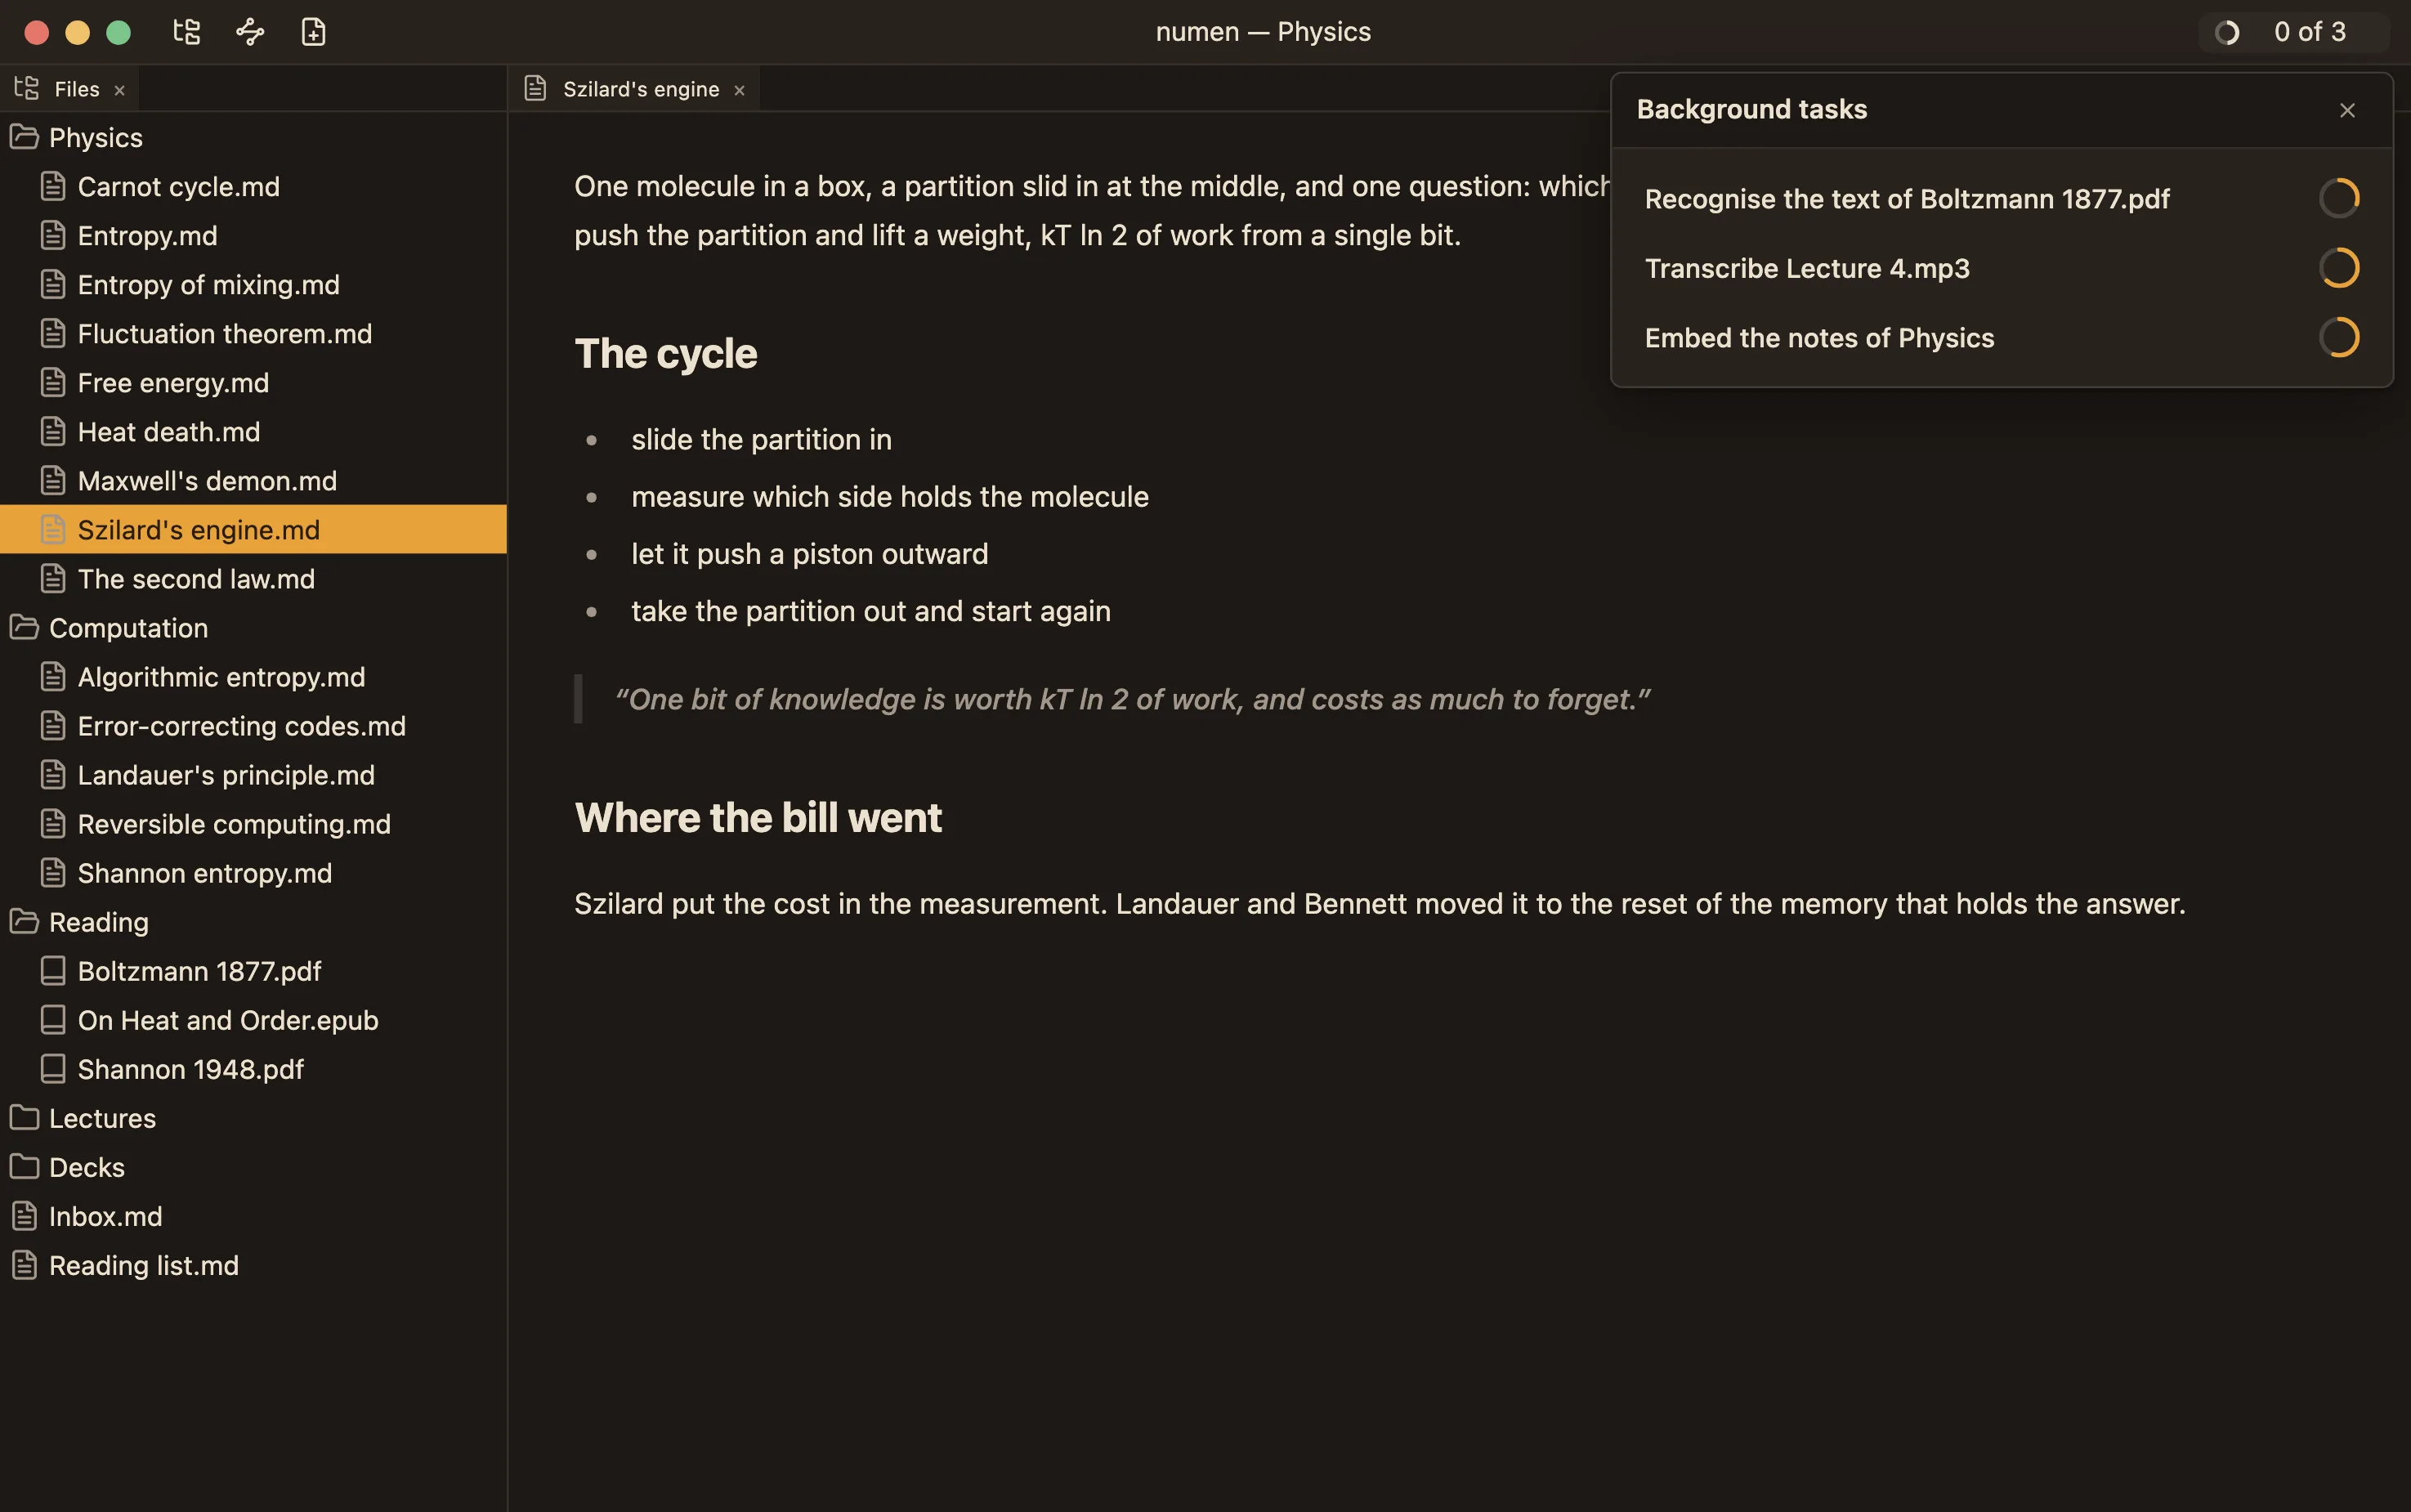 numen — Physics
0 of 3
Files
Szilard's engine
Physics
Carnot cycle.md
Entropy.md
Entropy of mixing.md
Fluctuation theorem.md
Free energy.md
Heat death.md
Maxwell's demon.md
Szilard's engine.md
The second law.md
Computation
Algorithmic entropy.md
Error-correcting codes.md
Landauer's principle.md
Reversible computing.md
Shannon entropy.md
Reading
Boltzmann 1877.pdf
On Heat and Order.epub
Shannon 1948.pdf
Lectures
Decks
Inbox.md
Reading list.md
One molecule in a box, a partition slid in at the middle, and one question: which
push the partition and lift a weight, kT ln 2 of work from a single bit.
The cycle
• slide the partition in
• measure which side holds the molecule
• let it push a piston outward
• take the partition out and start again
“One bit of knowledge is worth kT ln 2 of work, and costs as much to forget.”
Where the bill went
Szilard put the cost in the measurement. Landauer and Bennett moved it to the reset of the memory that holds the answer.
Background tasks
Recognise the text of Boltzmann 1877.pdf
Transcribe Lecture 4.mp3
Embed the notes of Physics